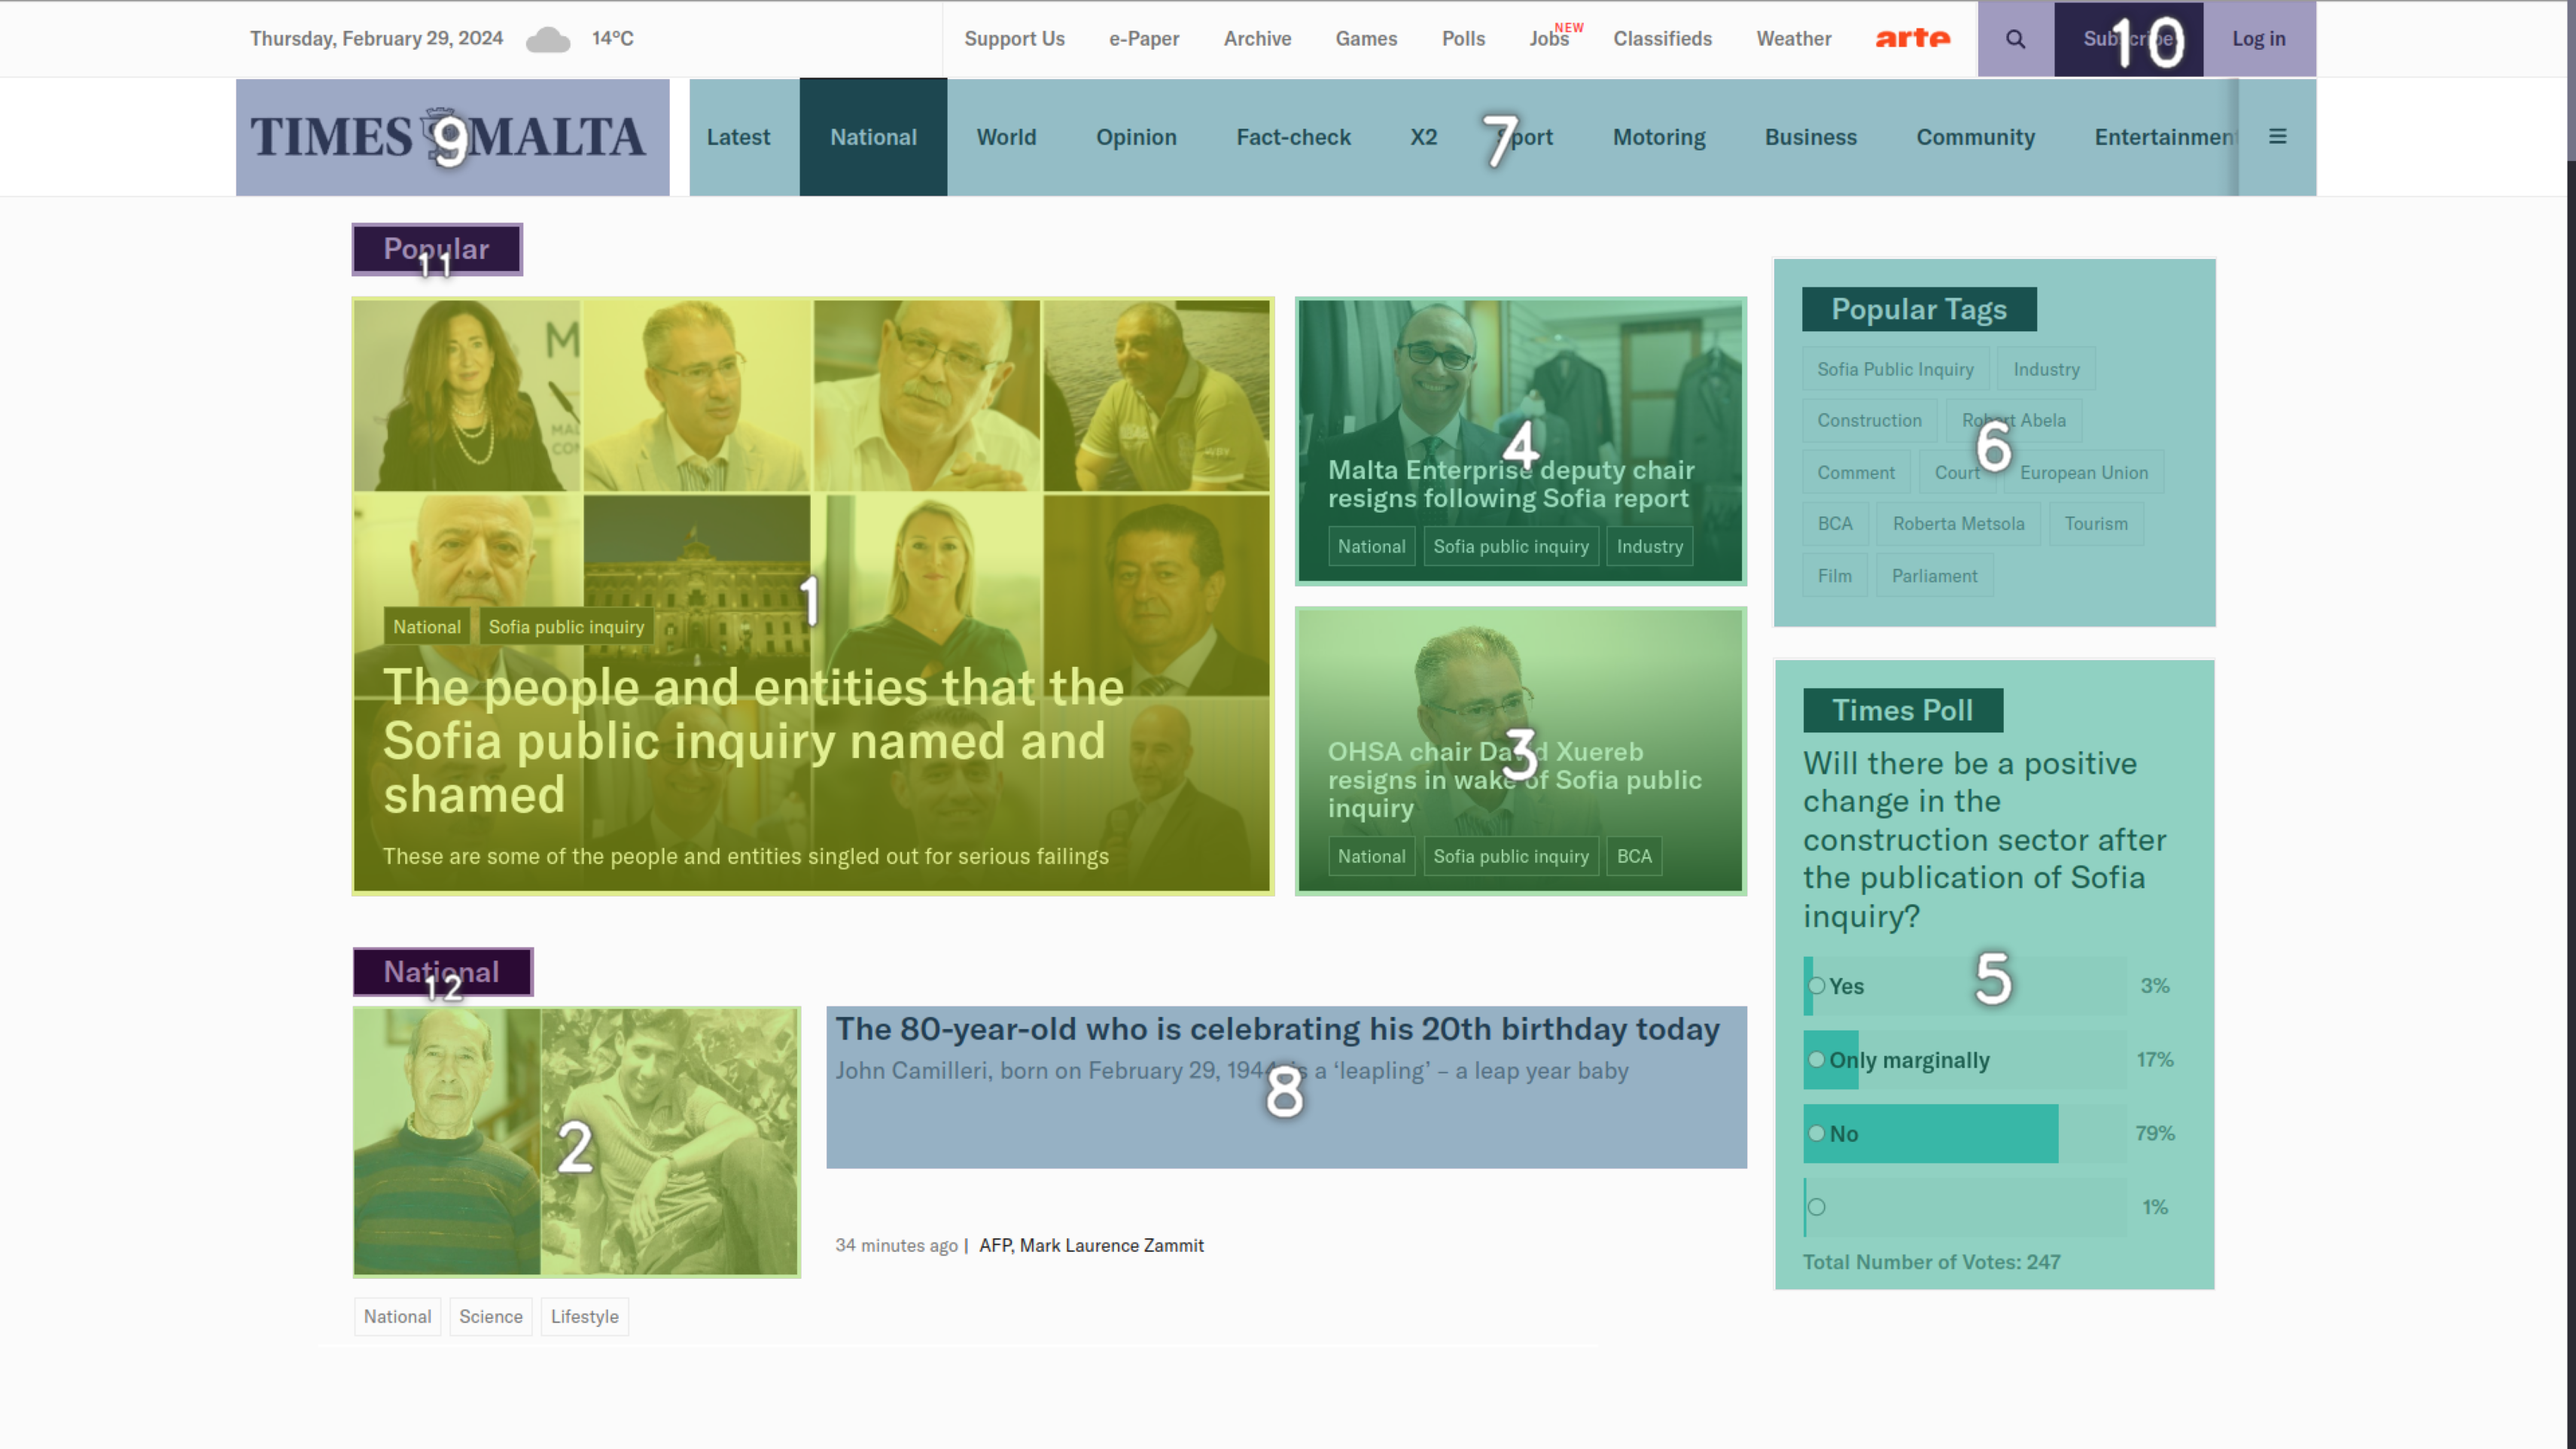 Thursday, February 29, 2024 14°C
Support Us e-Paper Archive Games Polls Jobs NEW Classifieds Weather arte Subscribe 10 Log in
TIMES 9 MALTA Latest National World Opinion Fact-check X2 7 Sport Motoring Business Community Entertainment
Popular
11
1
National Sofia public inquiry
The people and entities that the
Sofia public inquiry named and
shamed
These are some of the people and entities singled out for serious failings
4
Malta Enterprise deputy chair
resigns following Sofia report
National Sofia public inquiry Industry
3
OHSA chair David Xuereb
resigns in wake of Sofia public
inquiry
National Sofia public inquiry BCA
Popular Tags
Sofia Public Inquiry Industry
Construction Robert Abela
6
Comment Court European Union
BCA Roberta Metsola Tourism
Film Parliament
Times Poll
Will there be a positive
change in the
construction sector after
the publication of Sofia
inquiry?
5
Yes 3%
Only marginally 17%
No 79%
1%
Total Number of Votes: 247
National
12
2
The 80-year-old who is celebrating his 20th birthday today
John Camilleri, born on February 29, 1944, is a ‘leapling’ – a leap year baby
8
34 minutes ago | AFP, Mark Laurence Zammit
National Science Lifestyle